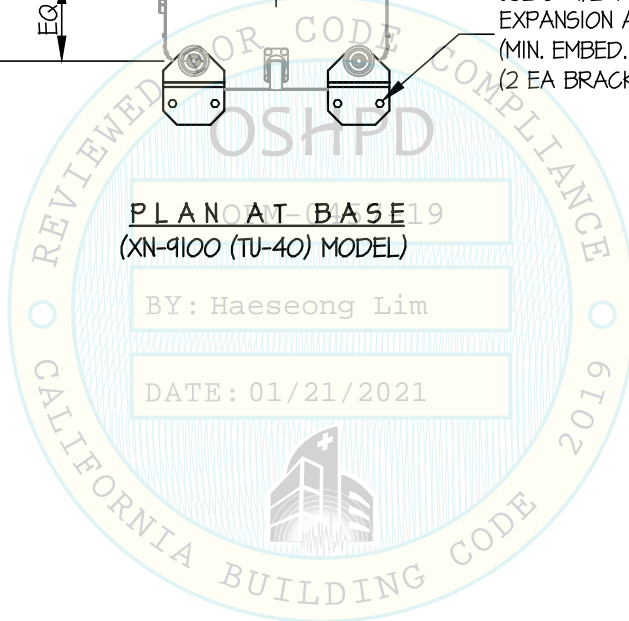 EQ
EXPANSION A
(MIN. EMBED.
(2 EA BRACK
REVIEWED FOR CODE COMPLIANCE
OSHPD
PLAN AT BASE
(XN-9100 (TU-40) MODEL)
BY: Haeseong Lim
DATE: 01/21/2021
CALIFORNIA BUILDING CODE 2019